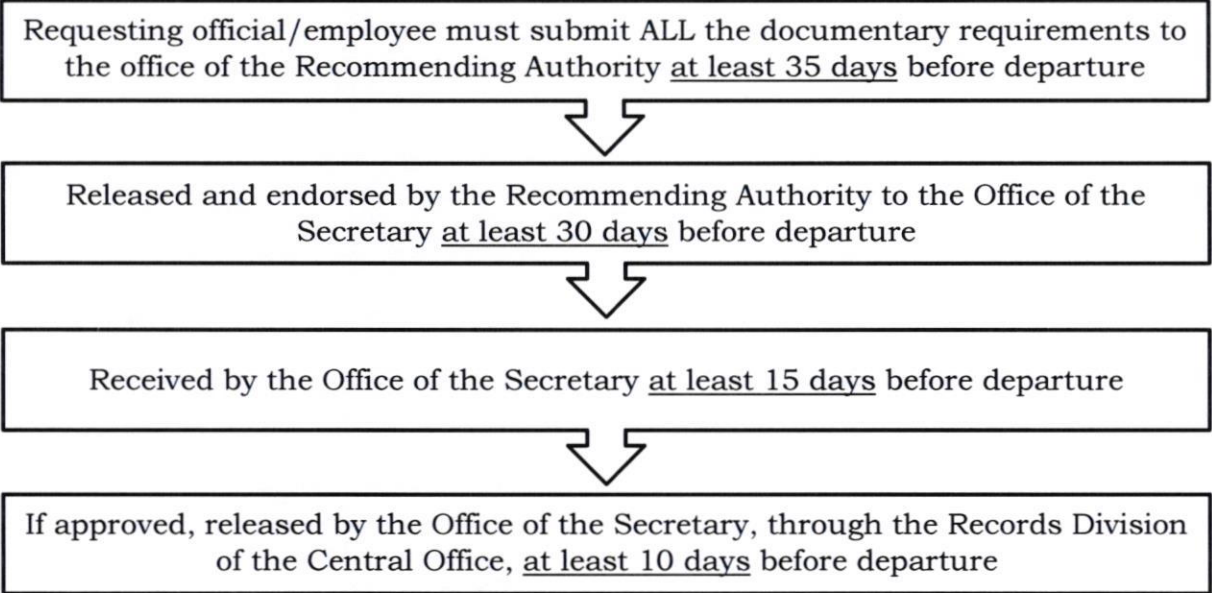 Requesting official/employee must submit ALL the documentary requirements to
the office of the Recommending Authority at least 35 days before departure
Released and endorsed by the Recommending Authority to the Office of the
Secretary at least 30 days before departure
Received by the Office of the Secretary at least 15 days before departure
If approved, released by the Office of the Secretary, through the Records Division
of the Central Office, at least 10 days before departure